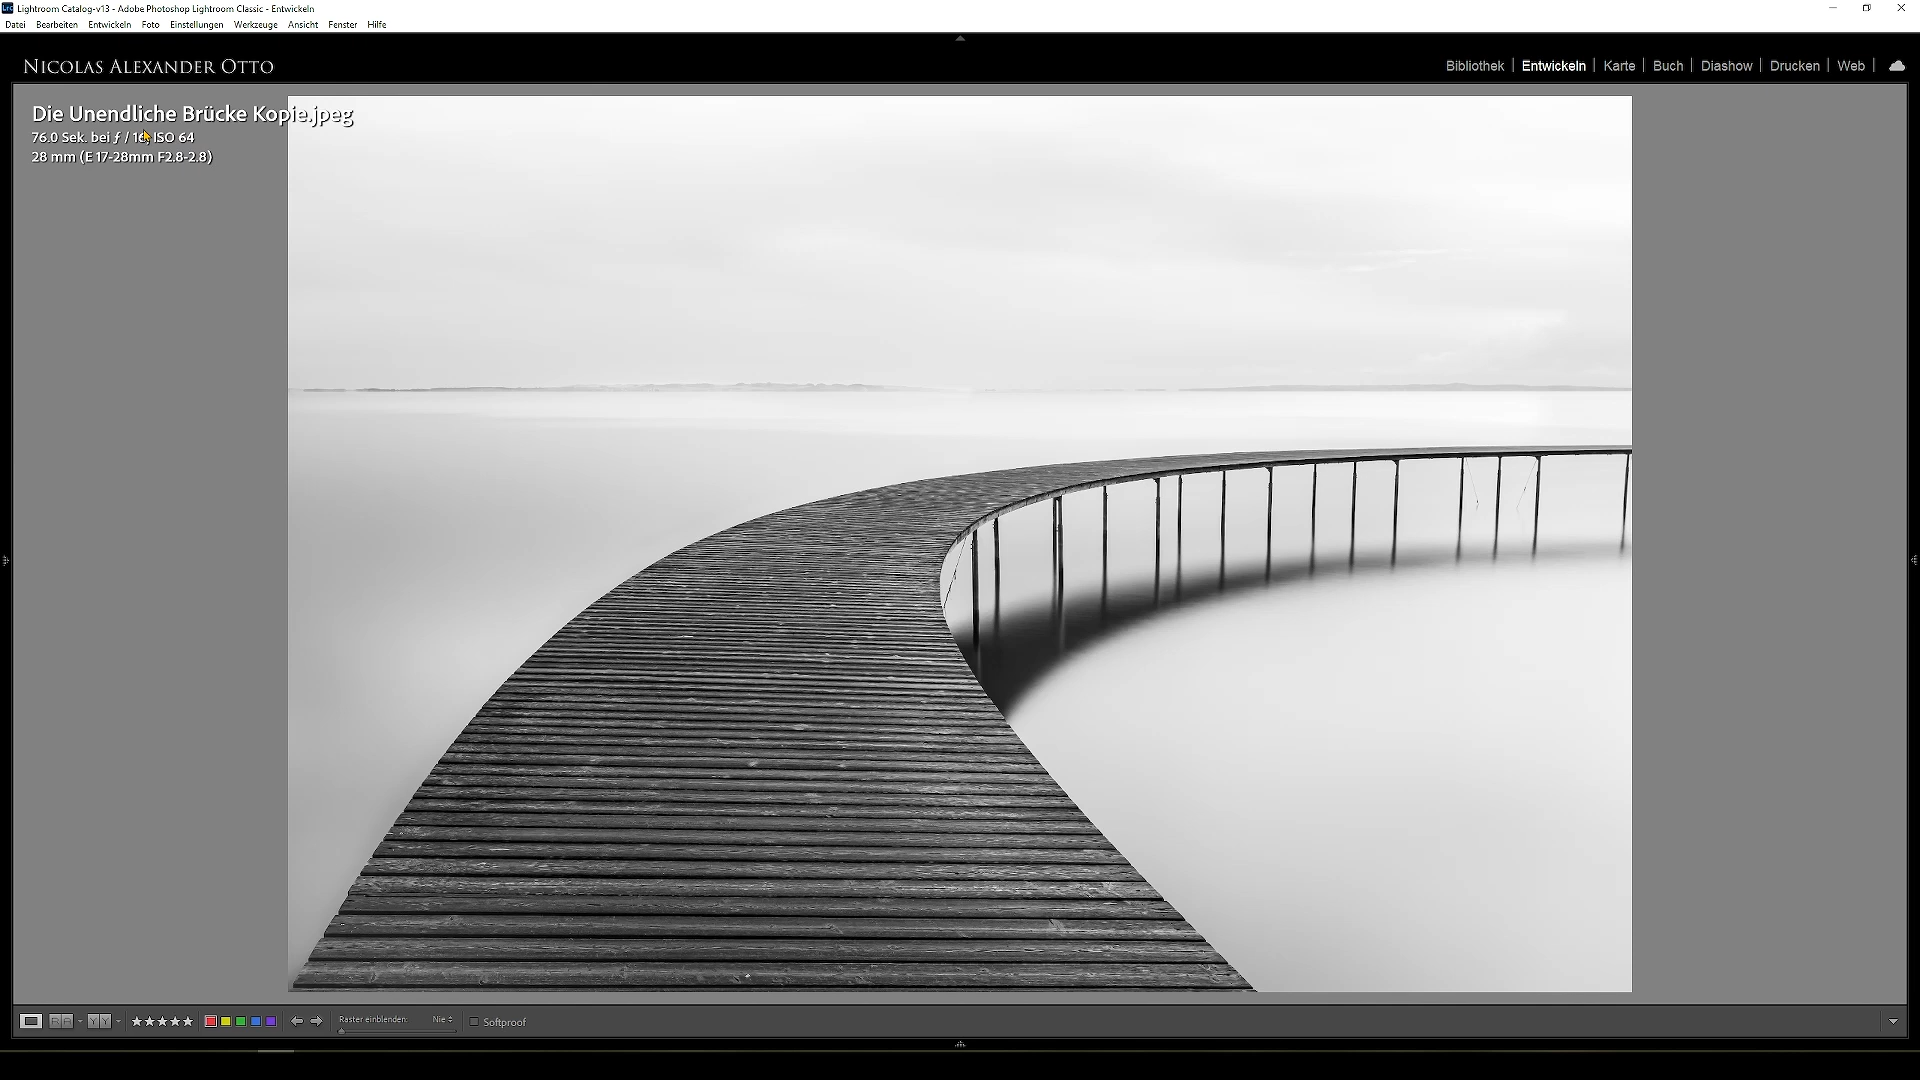 Lightroom Catalog-v13 - Adobe Photoshop Lightroom Classic - Entwickeln
Datei Bearbeiten Entwickeln Foto Einstellungen Werkzeuge Ansicht Fenster Hilfe
NICOLAS ALEXANDER OTTO
Bibliothek | Entwickeln | Karte | Buch | Diashow | Drucken | Web |
Die Unendliche Brücke Kopie.jpeg
76.0 Sek. bei ƒ / 16, ISO 64
28 mm (E 17-28mm F2.8-2.8)
Raster einblenden: Nie Softproof